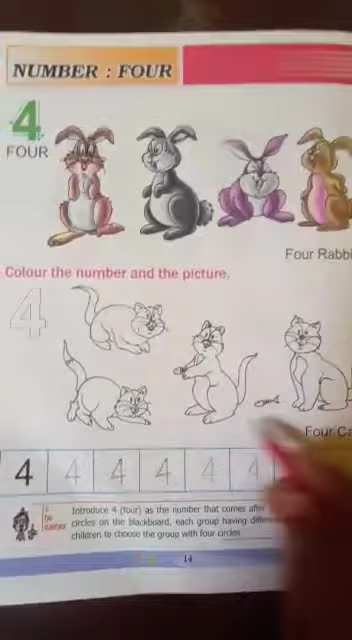 NUMBER : FOUR
4
FOUR
Four Rabbi
Colour the number and the picture.
4
Four Ca
4 4 4 4 4 4
Introduce 4 (four) as the number that comes afte
circles on the blackboard, each group having differe
children to choose the group with four circles
14